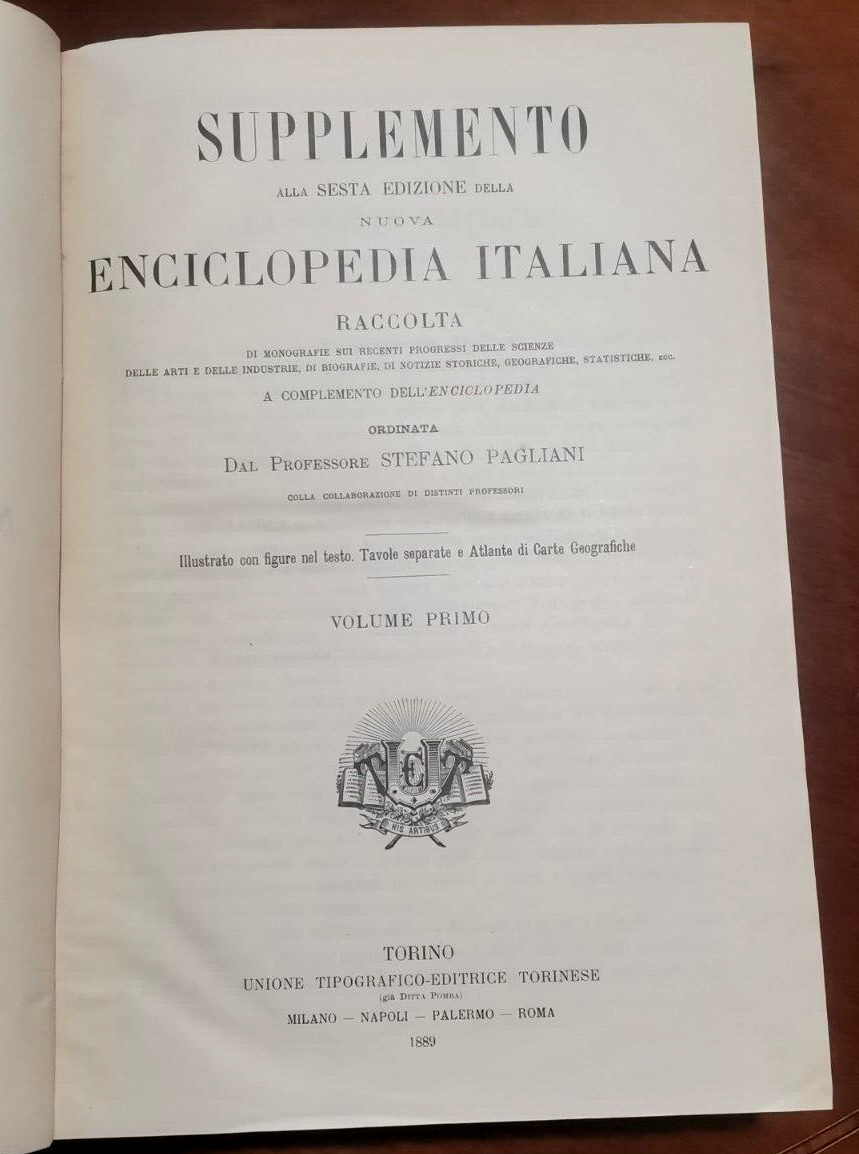 SUPPLEMENTO
ALLA SESTA EDIZIONE DELLA
NUOVA
ENCICLOPEDIA ITALIANA
RACCOLTA
DI MONOGRAFIE SUI RECENTI PROGRESSI DELLE SCIENZE
DELLE ARTI E DELLE INDUSTRIE, DI BIOGRAFIE, DI NOTIZIE STORICHE, GEOGRAFICHE, STATISTICHE, ECC.
A COMPLEMENTO DELL'ENCICLOPEDIA
ORDINATA
DAL PROFESSORE STEFANO PAGLIANI
COLLA COLLABORAZIONE DI DISTINTI PROFESSORI
Illustrato con figure nel testo. Tavole separate e Atlante di Carte Geografiche
VOLUME PRIMO
UTET
HIS ARTIBUS
TORINO
UNIONE TIPOGRAFICO-EDITRICE TORINESE
(già DITTA POMBA)
MILANO — NAPOLI — PALERMO — ROMA
1889